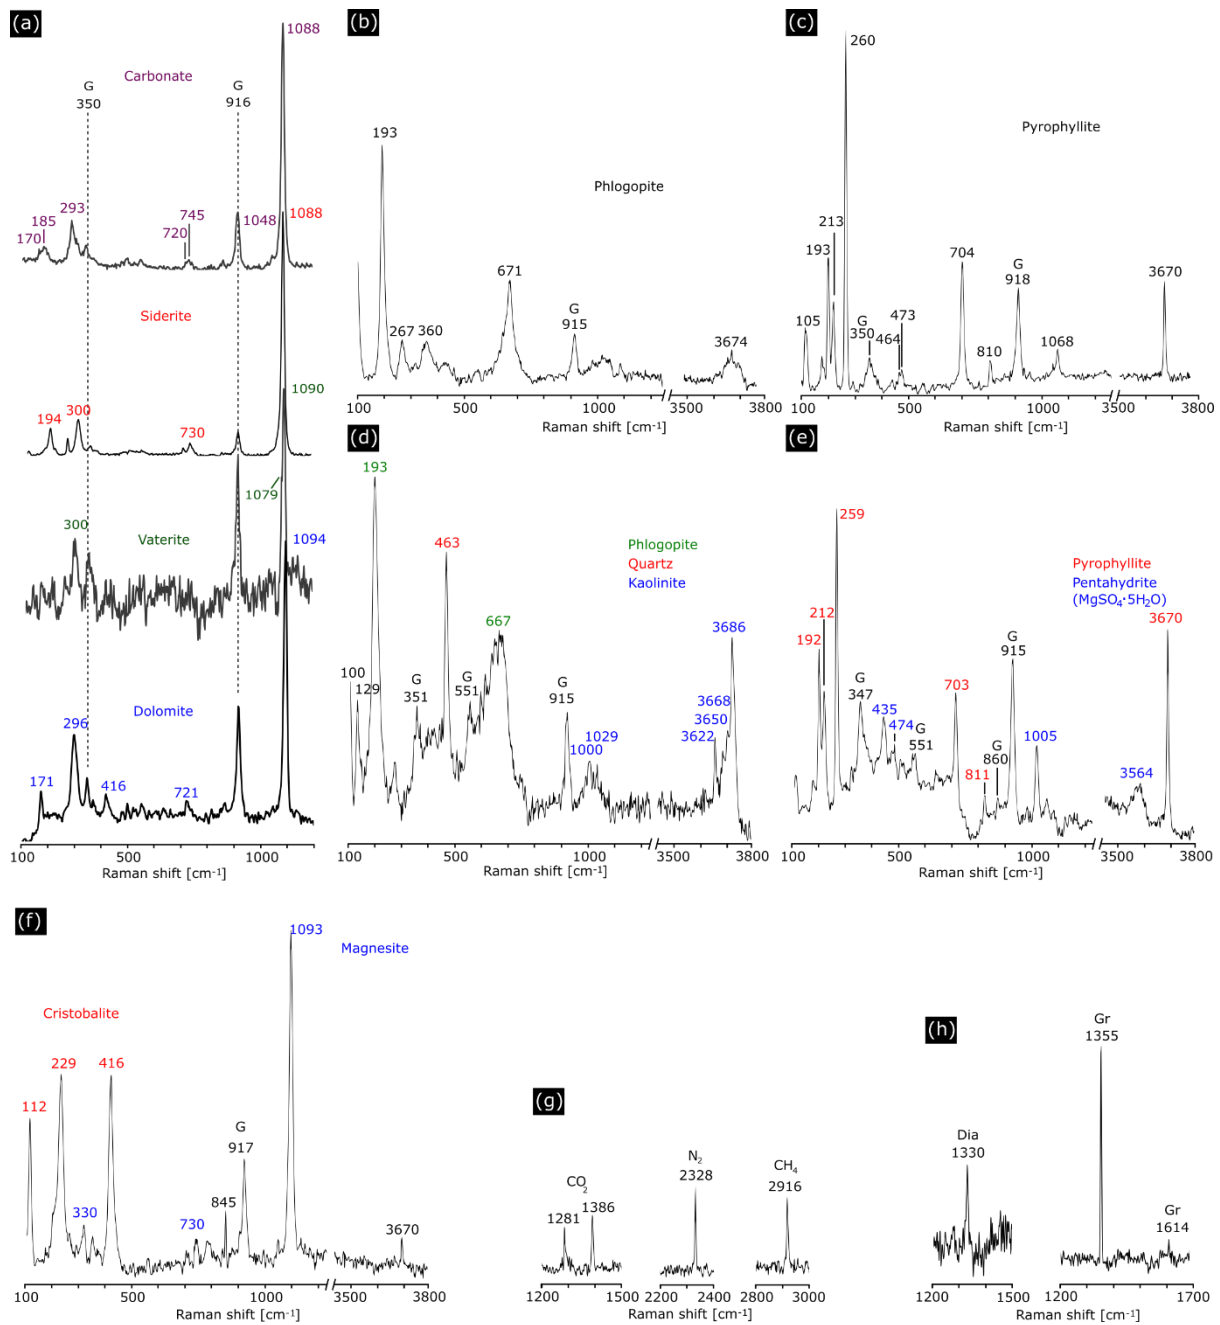 (a)
1088
Carbonate
G
350
G
916
293
185
170
745
720
1048
1088
Siderite
194
300
730
1090
1079
300
Vaterite
1094
Dolomite
296
171
416
721
100
500
1000
Raman shift [cm⁻¹]
(b)
193
Phlogopite
267
360
671
G
915
3674
100
500
1000
3500
3800
Raman shift [cm⁻¹]
(c)
260
Pyrophyllite
213
193
105
G
350
464
473
704
810
G
918
1068
3670
100
500
1000
3500
3800
Raman shift [cm⁻¹]
(d)
193
Phlogopite
Quartz
Kaolinite
463
667
100
129
G
351
G
551
G
915
1029
1000
3686
3668
3650
3622
100
500
1000
3500
3800
Raman shift [cm⁻¹]
(e)
259
Pyrophyllite
Pentahydrite
(MgSO₄·5H₂O)
212
192
G
347
435
474
G
551
703
811
G
860
G
915
1005
3564
3670
100
500
1000
3500
3800
Raman shift [cm⁻¹]
(f)
1093
Magnesite
Cristobalite
112
229
416
330
730
845
G
917
3670
100
500
1000
3500
3800
Raman shift [cm⁻¹]
(g)
CO₂
1281
1386
N₂
2328
CH₄
2916
1200
1500
2200
2400
2800
3000
Raman shift [cm⁻¹]
(h)
Dia
1330
Gr
1355
Gr
1614
1200
1500
1200
1700
Raman shift [cm⁻¹]